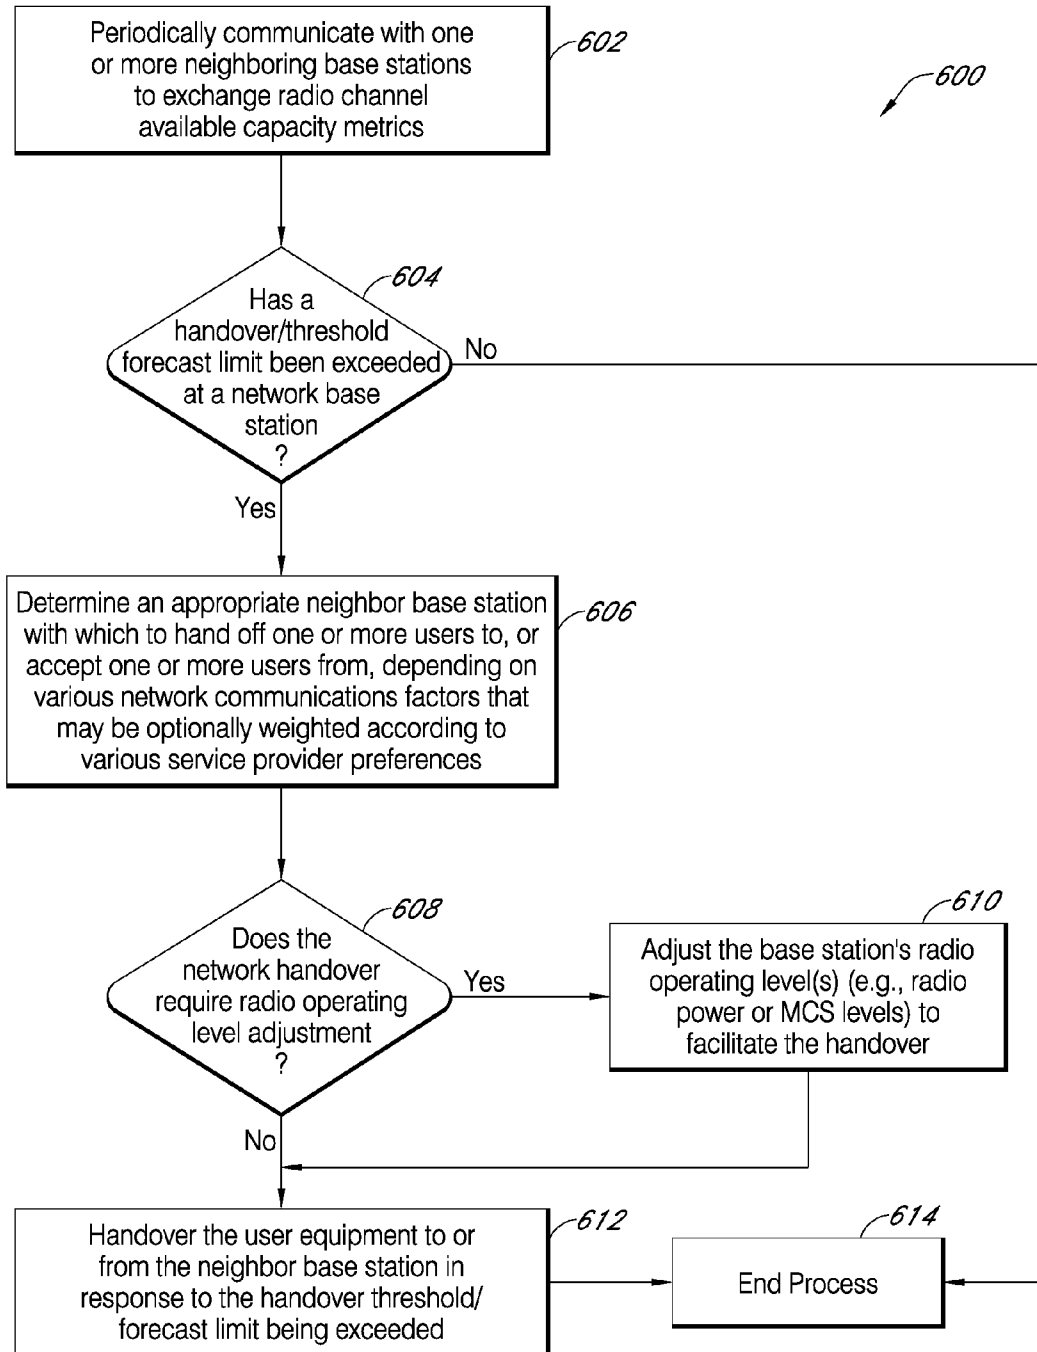 Periodically communicate with one
or more neighboring base stations
to exchange radio channel
available capacity metrics
602
600
604
Has a
handover/threshold
forecast limit been exceeded
at a network base
station
?
No
Yes
Determine an appropriate neighbor base station
with which to hand off one or more users to, or
accept one or more users from, depending on
various network communications factors that
may be optionally weighted according to
various service provider preferences
606
608
Does the
network handover
require radio operating
level adjustment
?
Yes
610
Adjust the base station's radio
operating level(s) (e.g., radio
power or MCS levels) to
facilitate the handover
No
Handover the user equipment to or
from the neighbor base station in
response to the handover threshold/
forecast limit being exceeded
612
614
End Process